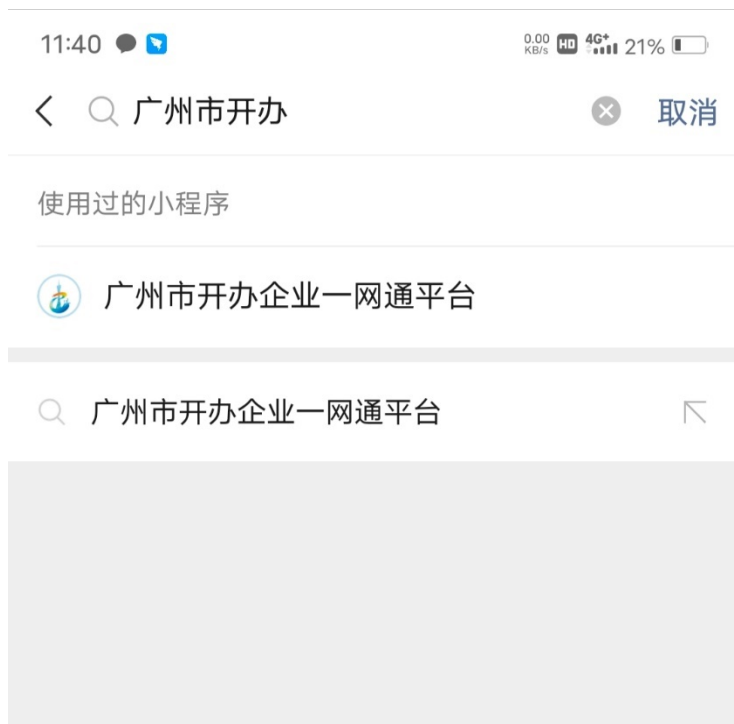 11:40 0.00 KB/s HD 4G+ 21%
广州市开办 取消
使用过的小程序
广州市开办企业一网通平台
广州市开办企业一网通平台